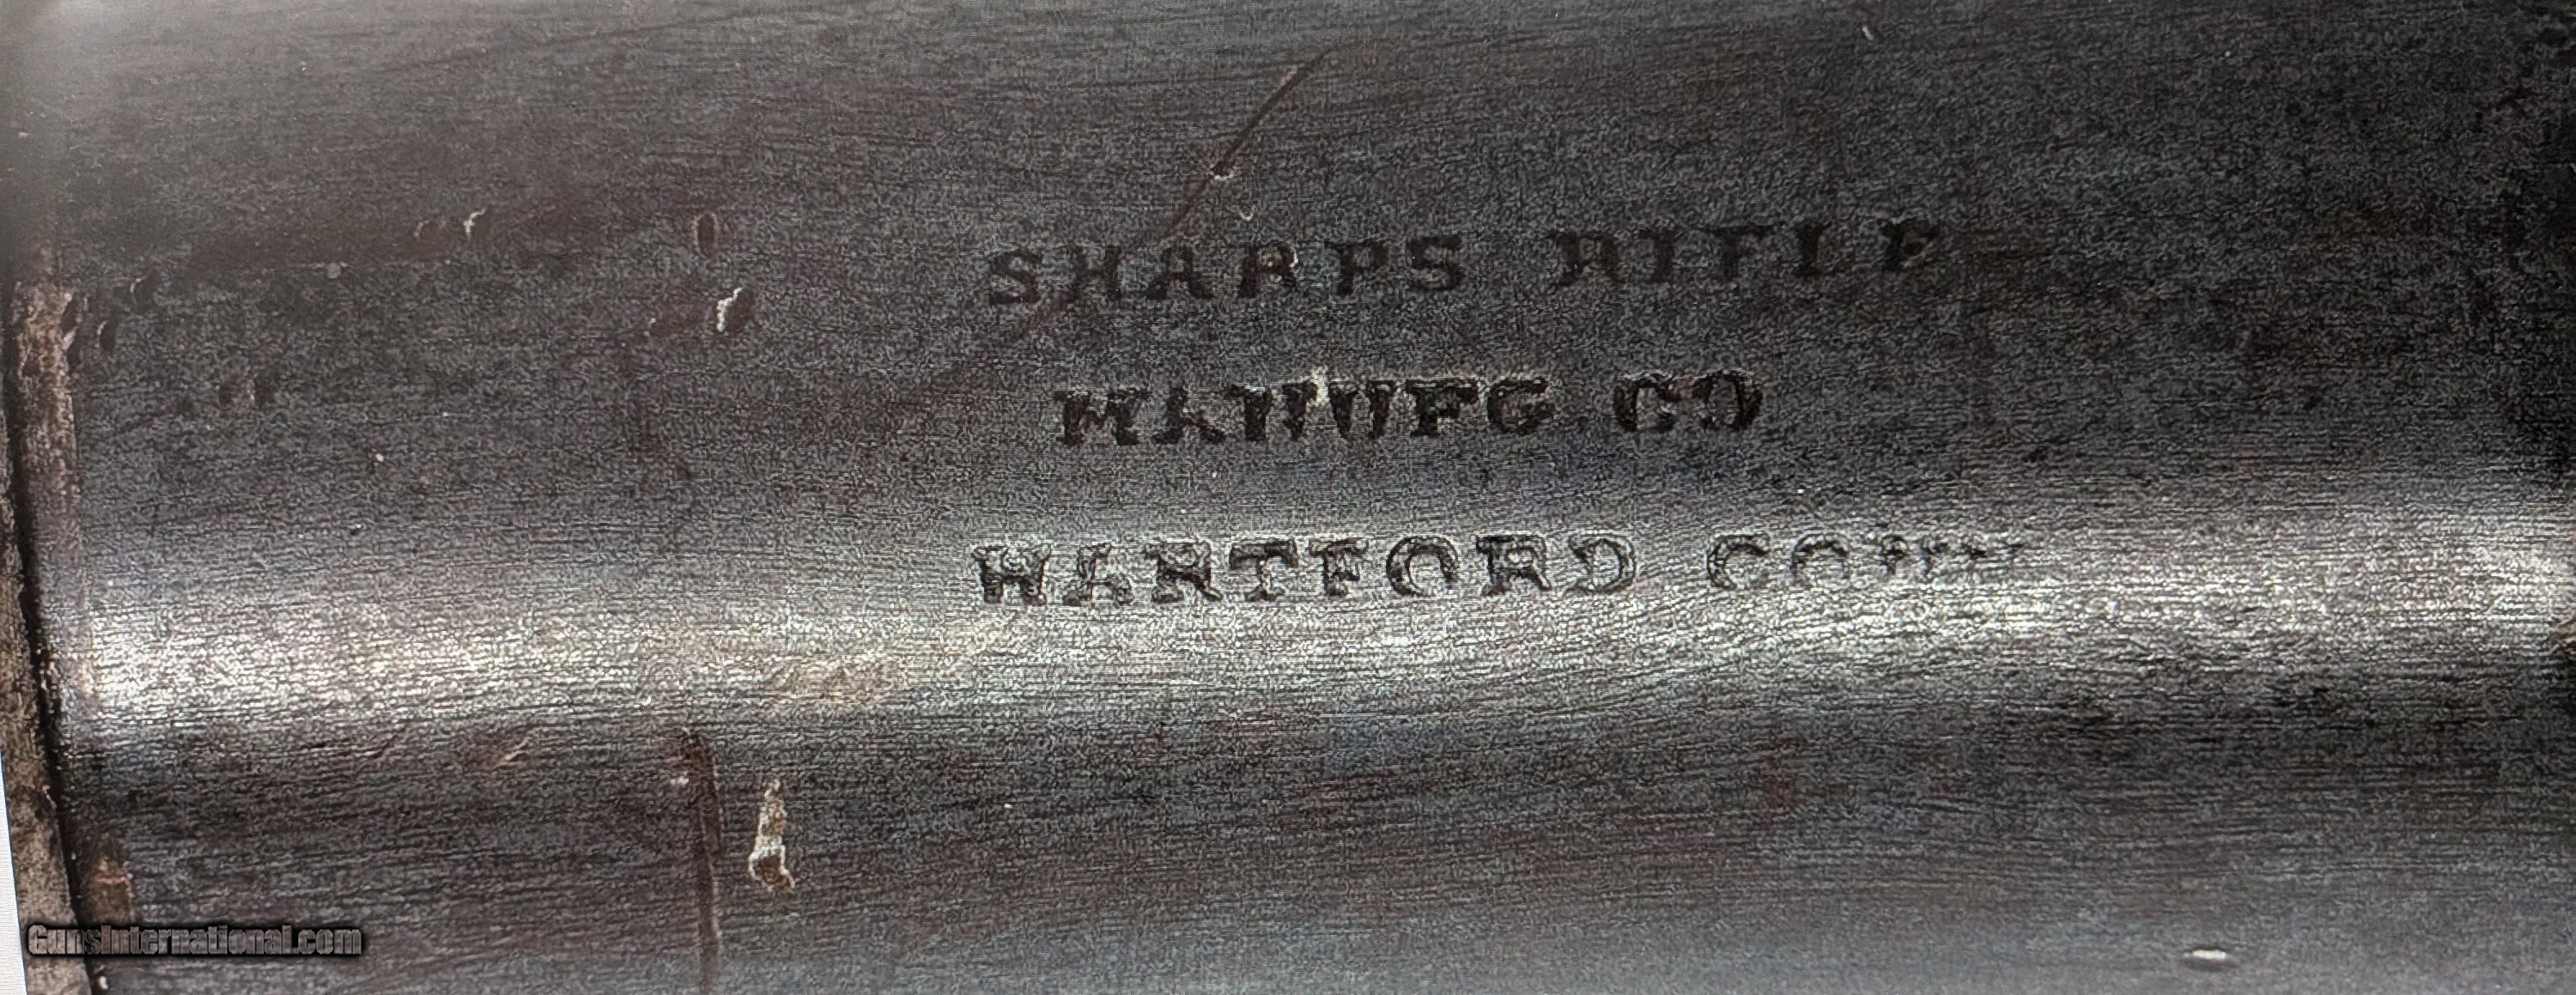 SHARPS RIFLE
MANUFG CO
HARTFORD CONN
GunsInternational.com